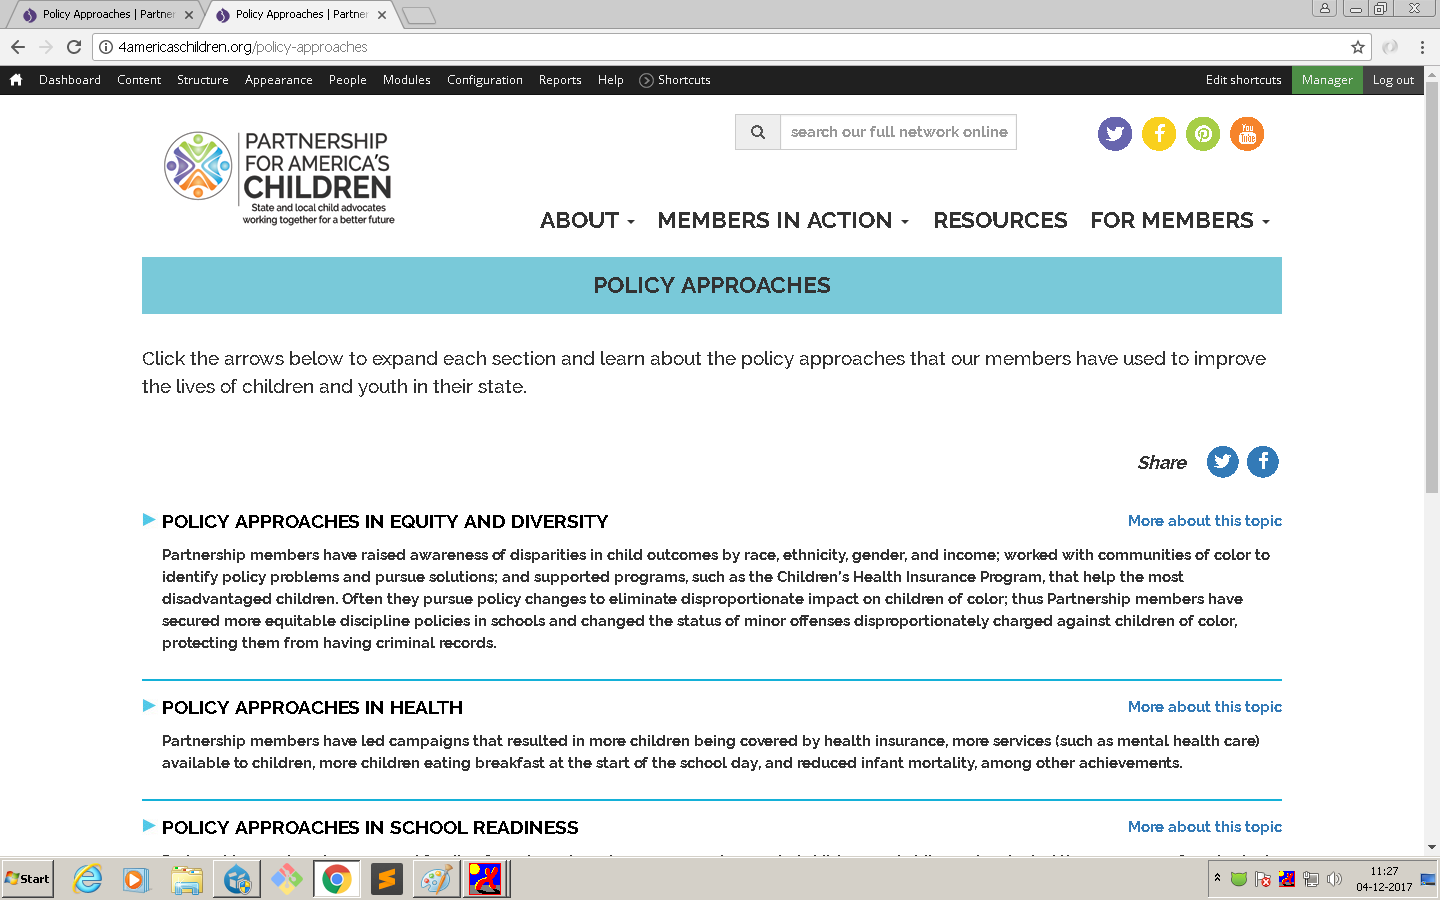 Policy Approaches | Partner
Policy Approaches | Partner
4americaschildren.org/policy-approaches
Dashboard Content Structure Appearance People Modules Configuration Reports Help Shortcuts Edit shortcuts Manager Log out
PARTNERSHIP
FOR AMERICA'S
CHILDREN
State and local child advocates
working together for a better future
search our full network online
You
Tube
ABOUT MEMBERS IN ACTION RESOURCES FOR MEMBERS
POLICY APPROACHES
Click the arrows below to expand each section and learn about the policy approaches that our members have used to improve
the lives of children and youth in their state.
Share
POLICY APPROACHES IN EQUITY AND DIVERSITY More about this topic
Partnership members have raised awareness of disparities in child outcomes by race, ethnicity, gender, and income; worked with communities of color to
identify policy problems and pursue solutions; and supported programs, such as the Children's Health Insurance Program, that help the most
disadvantaged children. Often they pursue policy changes to eliminate disproportionate impact on children of color; thus Partnership members have
secured more equitable discipline policies in schools and changed the status of minor offenses disproportionately charged against children of color,
protecting them from having criminal records.
POLICY APPROACHES IN HEALTH More about this topic
Partnership members have led campaigns that resulted in more children being covered by health insurance, more services (such as mental health care)
available to children, more children eating breakfast at the start of the school day, and reduced infant mortality, among other achievements.
POLICY APPROACHES IN SCHOOL READINESS More about this topic
Start
11:27
04-12-2017